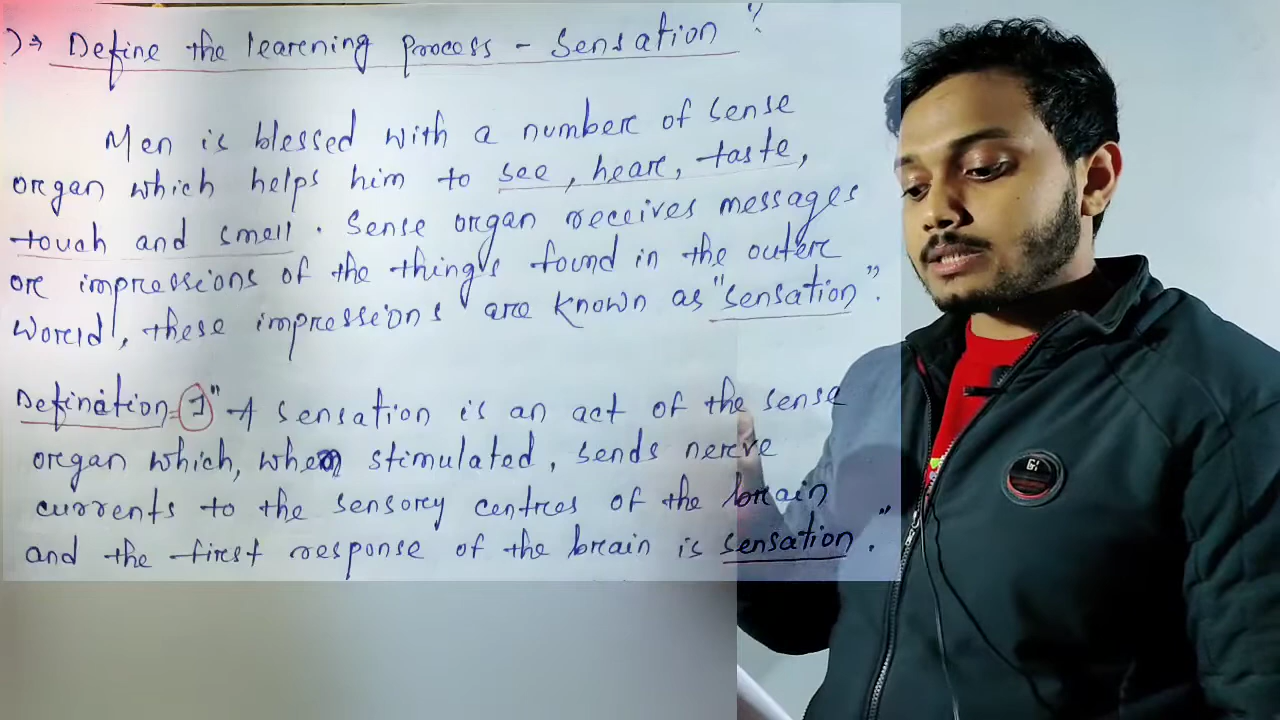 )→ Define the learning process - Sensation"?
Men is blessed with a number of sense
organ which helps him to see, hear, taste,
touch and smell. Sense organ receives messages
or impressions of the things found in the outer
World, these impressions are known as "sensation".
Defination=1" A sensation is an act of the sense
organ which, when stimulated, sends nerve
currents to the sensory centres of the brain
and the first response of the brain is sensation."